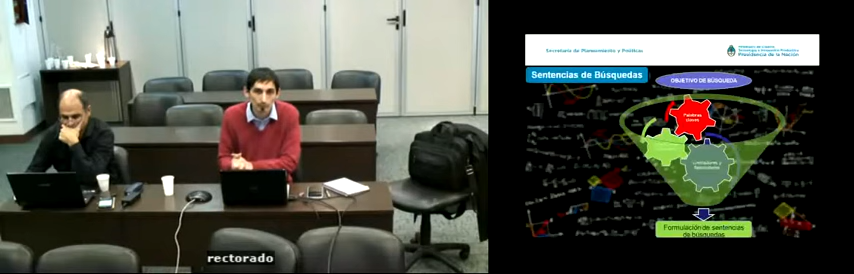 rectorado
Secretaría de Planeamiento y Políticas
Presidencia de la Nación
Sentencias de Búsquedas
OBJETIVO DE BÚSQUEDA
Palabras
claves
Formulación de sentencias
de búsquedas